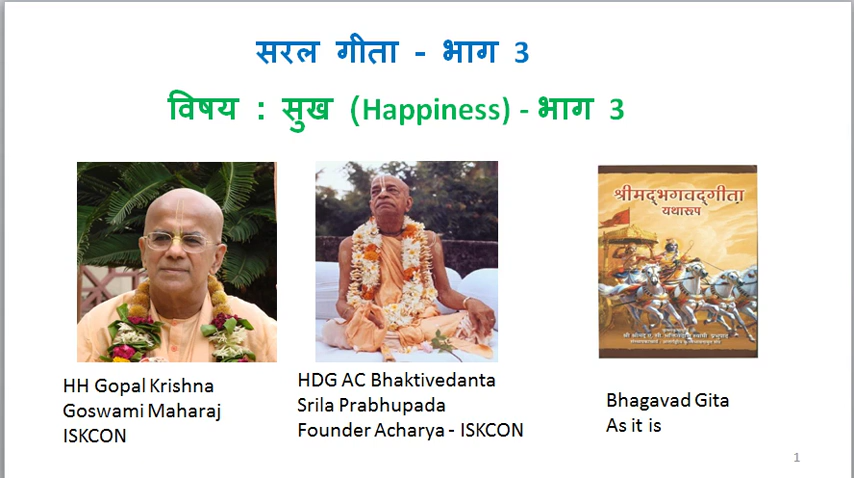 सरल गीता - भाग 3
विषय : सुख (Happiness) - भाग 3
श्रीमद्भगवद्गीता
यथारूप
HH Gopal Krishna
Goswami Maharaj
ISKCON
HDG AC Bhaktivedanta
Srila Prabhupada
Founder Acharya - ISKCON
Bhagavad Gita
As it is
1